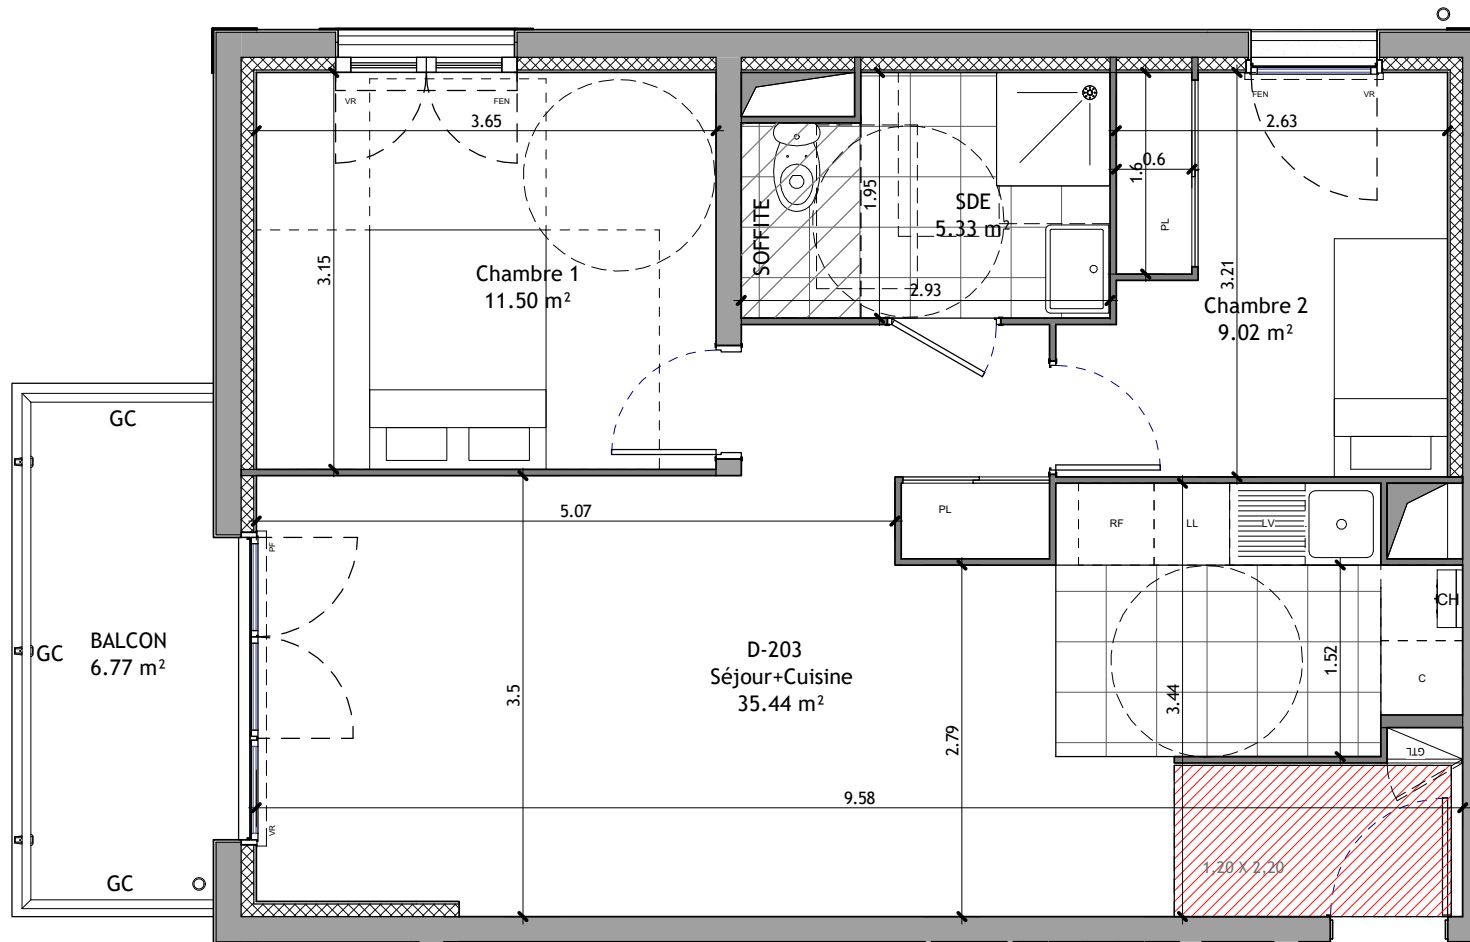 VR
FEN
3.65
3.15
Chambre 1
11.50 m²
SOFFITE
1.95
SDE
5.33 m²
2.93
1.6
0.6
PL
FEN
VR
2.63
3.21
Chambre 2
9.02 m²
GC
GC
GC
BALCON
6.77 m²
PF
VR
5.07
3.5
D-203
Séjour+Cuisine
35.44 m²
PL
RF
LL
LV
CH
C
1.52
3.44
2.79
9.58
GTL
1,20 X 2,20